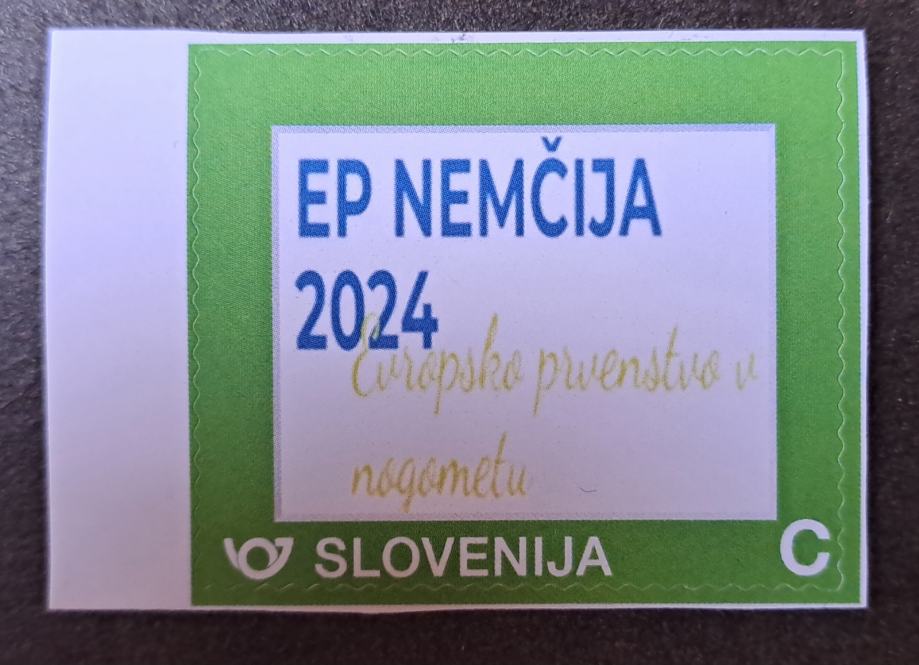 EP NEMČIJA
2024
Evropsko prvenstvo v
nogometu
SLOVENIJA C